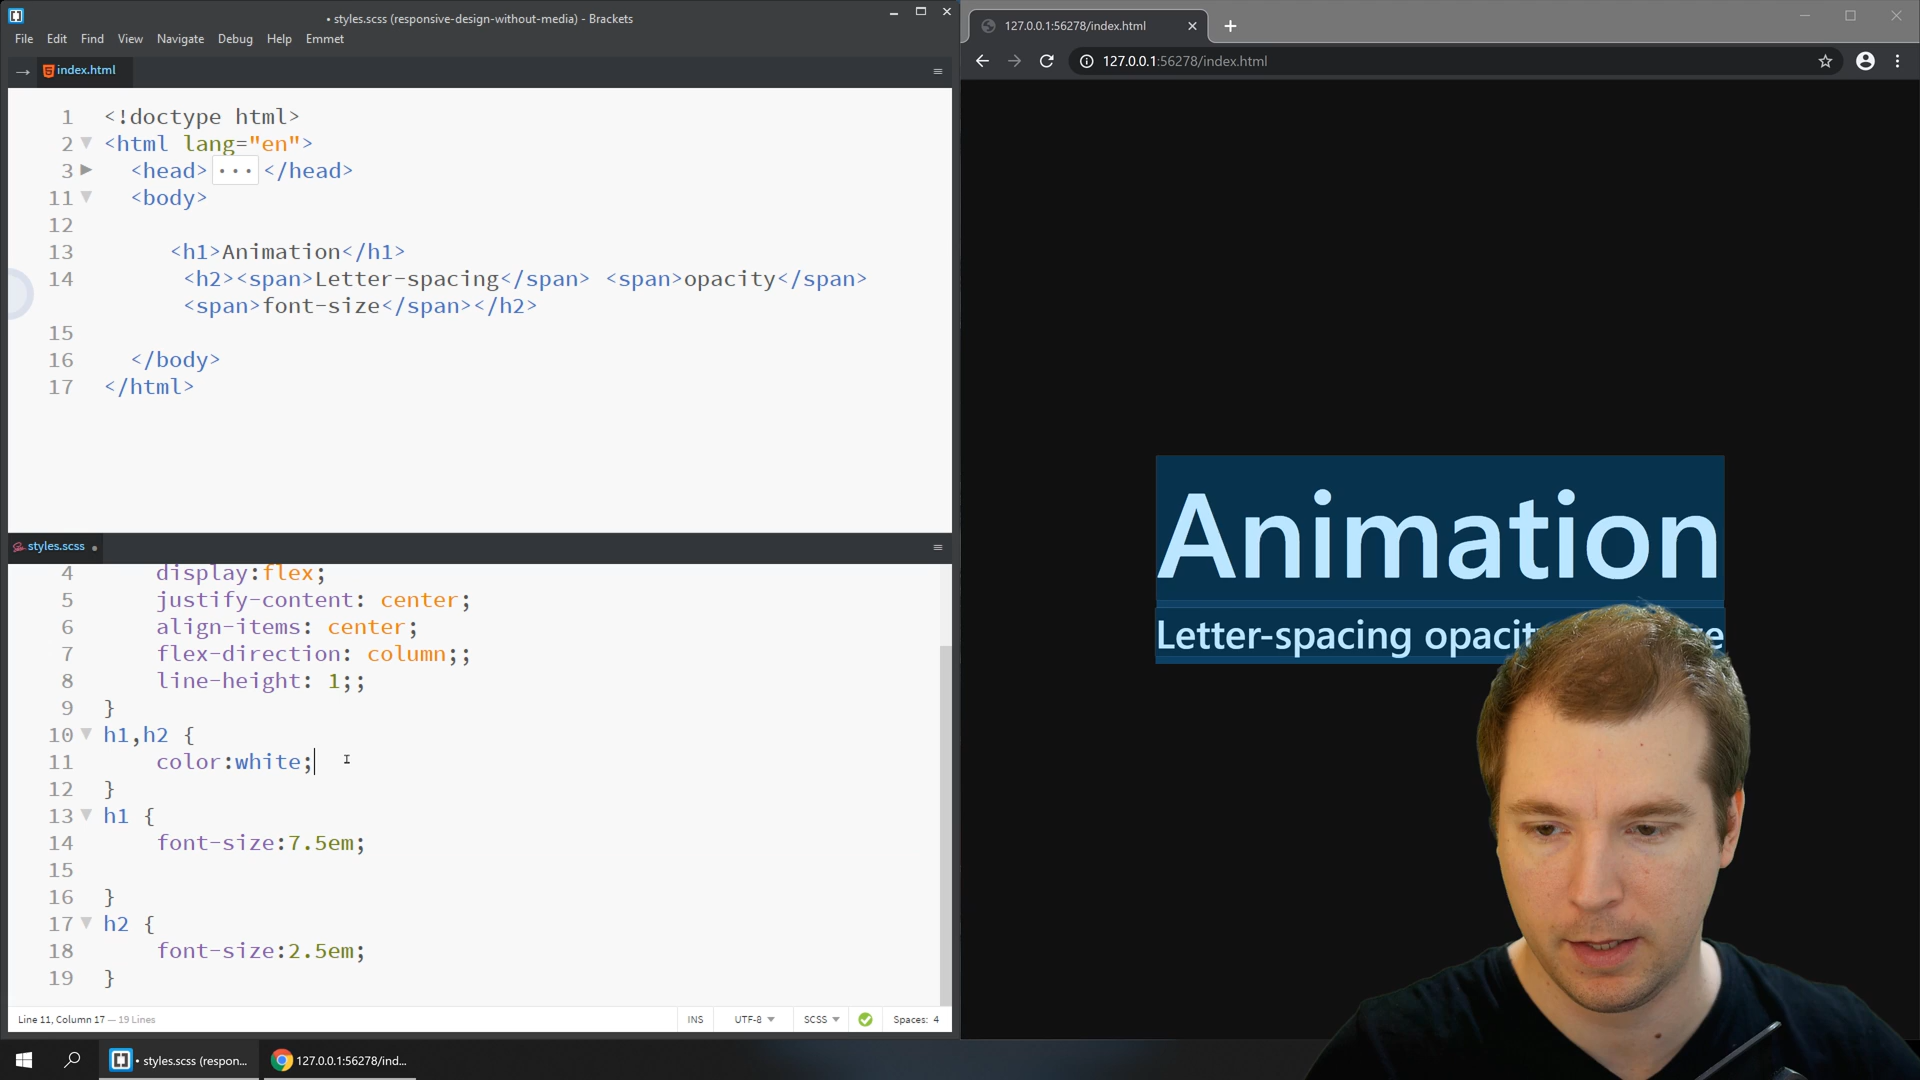 • styles.scss (responsive-design-without-media) - Brackets
File Edit Find View Navigate Debug Help Emmet
index.html
1 <!doctype html>
2 <html lang="en">
3 <head> ··· </head>
11 <body>
12
13 <h1>Animation</h1>
14 <h2><span>Letter-spacing</span> <span>opacity</span>
<span>font-size</span></h2>
15
16 </body>
17 </html>
styles.scss •
4 display:flex;
5 justify-content: center;
6 align-items: center;
7 flex-direction: column;;
8 line-height: 1;;
9 }
10 h1,h2 {
11 color:white;
12 }
13 h1 {
14 font-size:7.5em;
15
16 }
17 h2 {
18 font-size:2.5em;
19 }
Line 11, Column 17 — 19 Lines
INS UTF-8 SCSS Spaces: 4
• styles.scss (respon...
127.0.0.1:56278/ind...
127.0.0.1:56278/index.html
127.0.0.1:56278/index.html
Animation
Letter-spacing